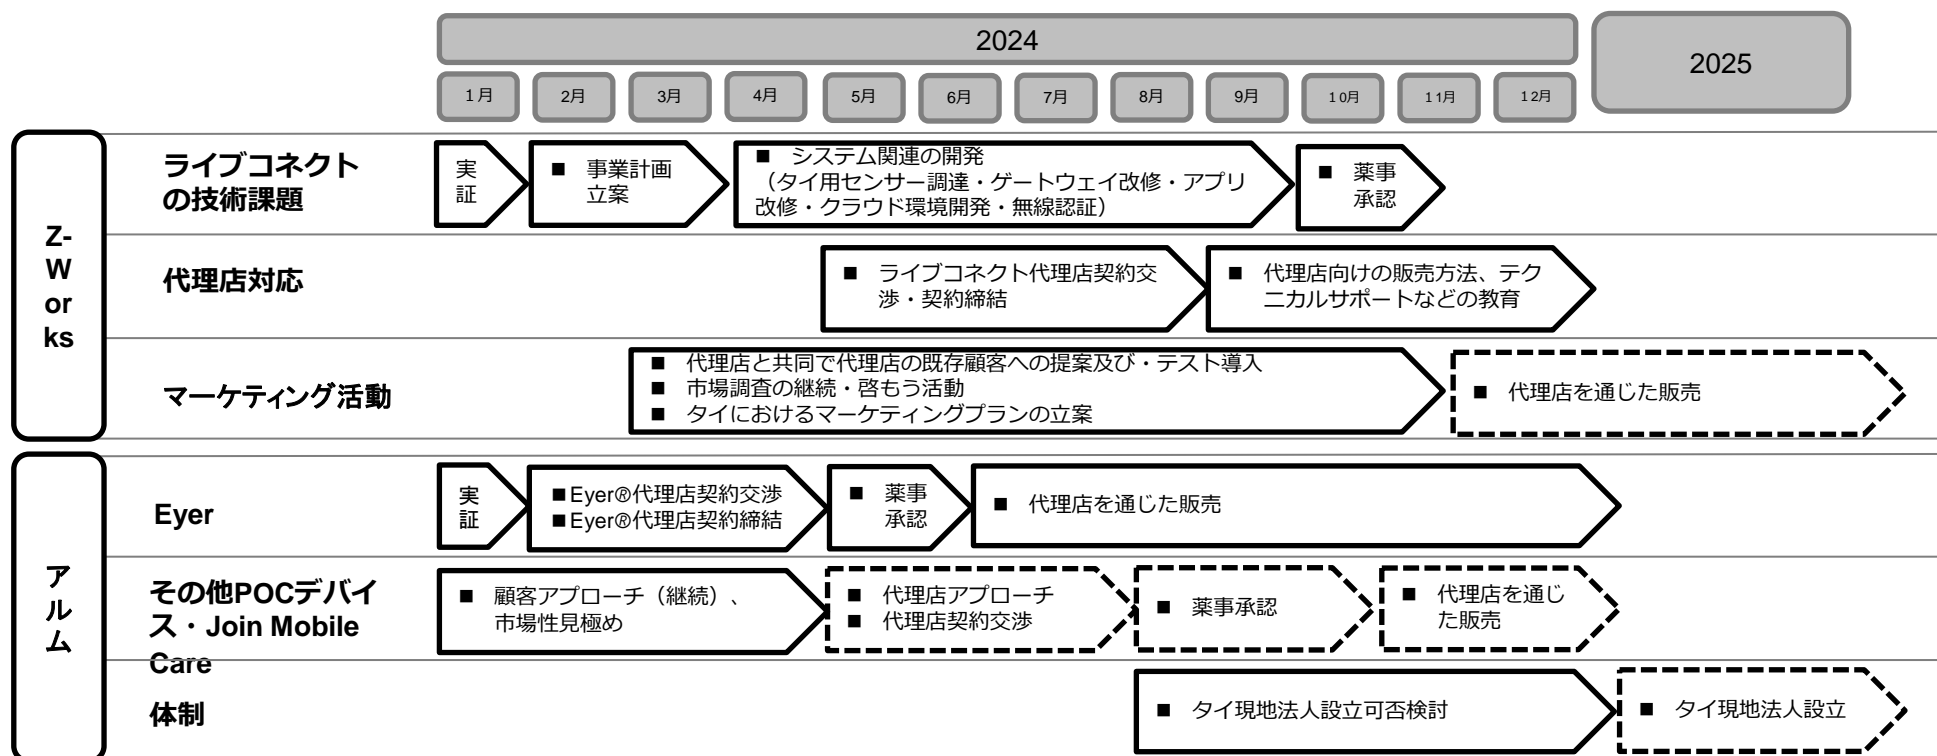 2024
2025
１月
2月
3月
4月
5月
6月
7月
8月
9月
１0月
１1月
１2月
Z-
W
or
ks
ライブコネクト
の技術課題
実
証
■ 事業計画
立案
■ システム関連の開発
（タイ用センサー調達・ゲートウェイ改修・アプリ
改修・クラウド環境開発・無線認証）
■ 薬事
承認
代理店対応
■ ライブコネクト代理店契約交
渉・契約締結
■ 代理店向けの販売方法、テク
ニカルサポートなどの教育
マーケティング活動
■ 代理店と共同で代理店の既存顧客への提案及び・テスト導入
■ 市場調査の継続・啓もう活動
■ タイにおけるマーケティングプランの立案
■ 代理店を通じた販売
ア
ル
ム
Eyer
実
証
■Eyer®代理店契約交渉
■Eyer®代理店契約締結
■ 薬事
承認
■ 代理店を通じた販売
その他POCデバイ
ス・Join Mobile
Care
■ 顧客アプローチ（継続）、
市場性見極め
■ 代理店アプローチ
■ 代理店契約交渉
■ 薬事承認
■ 代理店を通じ
た販売
体制
■ タイ現地法人設立可否検討
■ タイ現地法人設立